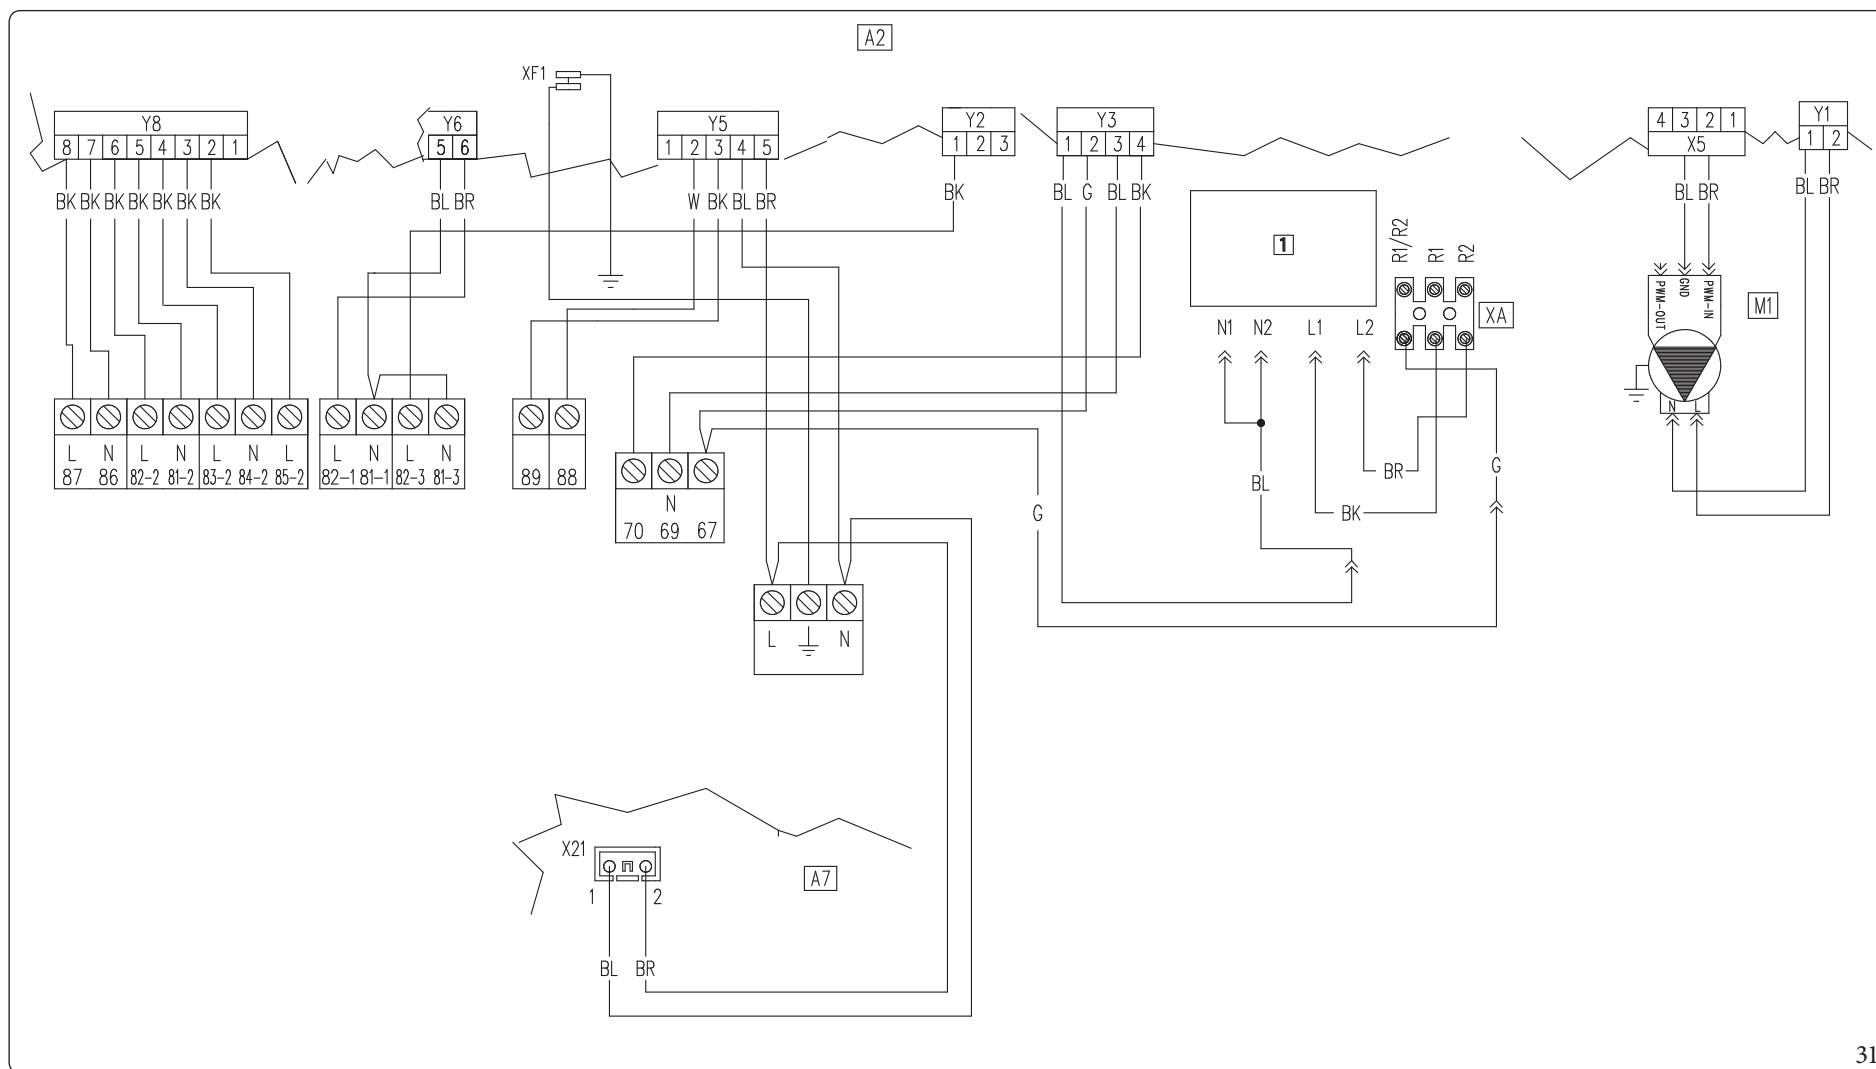 A2
XF1
Y8
8 7 6 5 4 3 2 1
BK BK BK BK BK BK BK
Y6
5 6
BL BR
Y5
1 2 3 4 5
W BK BL BR
Y2
1 2 3
BK
Y3
1 2 3 4
BL G BL BK
4 3 2 1
X5
BL BR
Y1
1 2
BL BR
1
N1 N2 L1 L2
R1/R2 R1 R2
XA
PWM-OUT GND PWM-IN
M1
N L
L N L N L N L
87 86 82-2 81-2 83-2 84-2 85-2
L N L N
82-1 81-1 82-3 81-3
89 88
N
70 69 67
BR
G
BL
BK
G
L N
X21
1 2
A7
BL BR
31